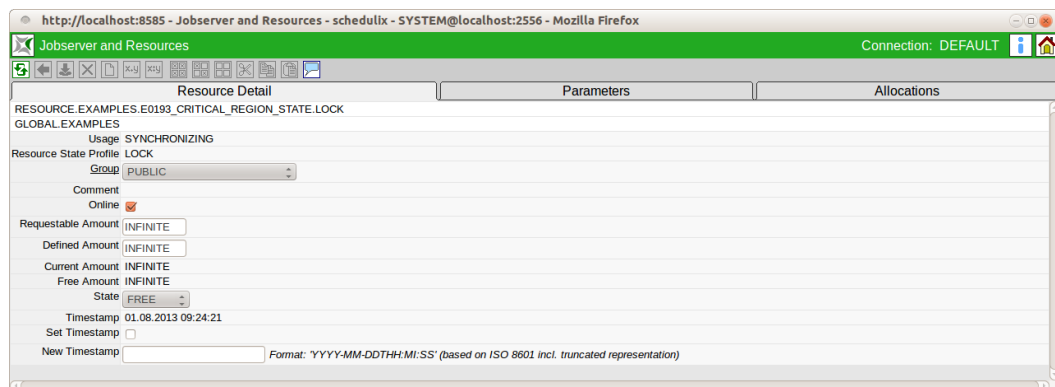 http://localhost:8585 - Jobserver and Resources - schedulix - SYSTEM@localhost:2556 - Mozilla Firefox
Jobserver and Resources Connection: DEFAULT
x.y x:y
Resource Detail Parameters Allocations
RESOURCE.EXAMPLES.E0193_CRITICAL_REGION_STATE.LOCK
GLOBAL.EXAMPLES
Usage SYNCHRONIZING
Resource State Profile LOCK
Group PUBLIC
Comment
Online
Requestable Amount INFINITE
Defined Amount INFINITE
Current Amount INFINITE
Free Amount INFINITE
State FREE
Timestamp 01.08.2013 09:24:21
Set Timestamp
New Timestamp Format: 'YYYY-MM-DDTHH:MI:SS' (based on ISO 8601 incl. truncated representation)